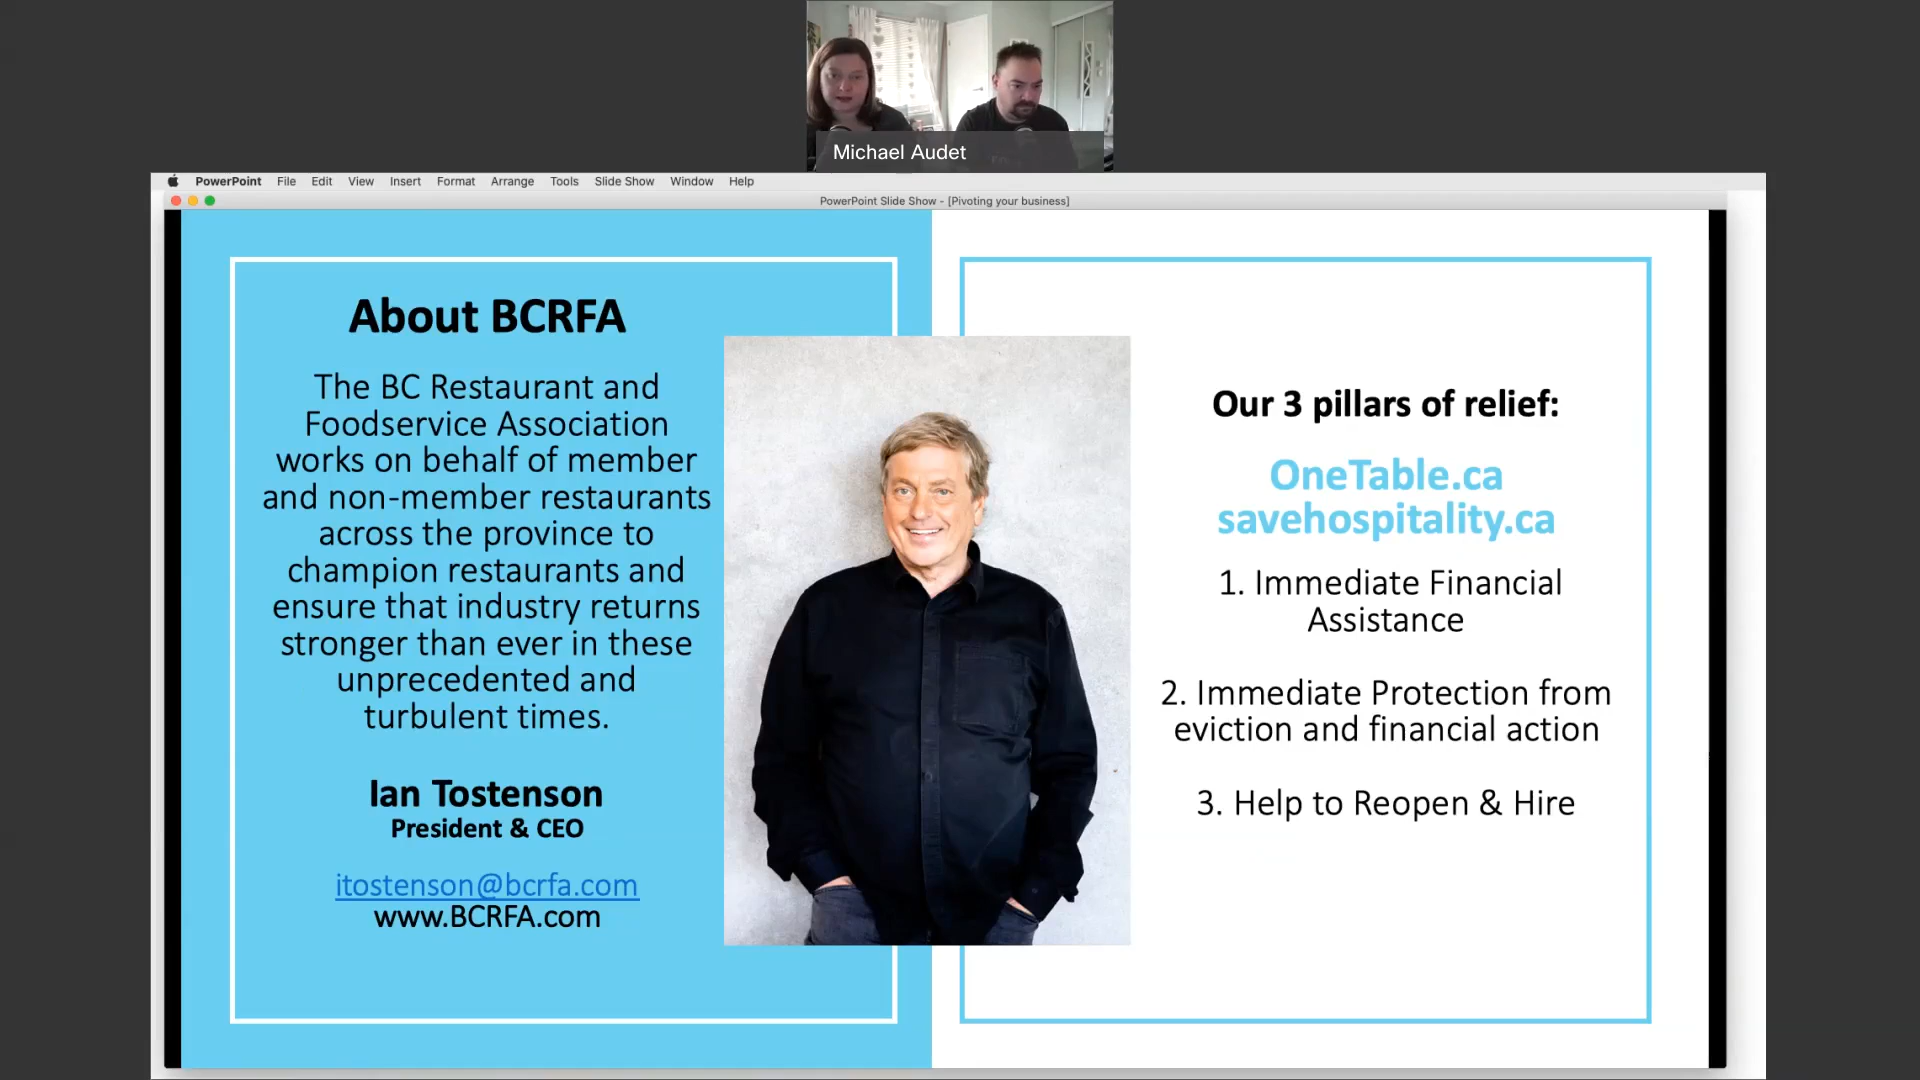 Michael Audet
PowerPoint File Edit View Insert Format Arrange Tools Slide Show Window Help
PowerPoint Slide Show - [Pivoting your business]
About BCRFA
The BC Restaurant and
Foodservice Association
works on behalf of member
and non-member restaurants
across the province to
champion restaurants and
ensure that industry returns
stronger than ever in these
unprecedented and
turbulent times.
Ian Tostenson
President & CEO
itostenson@bcrfa.com
www.BCRFA.com
Our 3 pillars of relief:
OneTable.ca
savehospitality.ca
1. Immediate Financial
Assistance
2. Immediate Protection from
eviction and financial action
3. Help to Reopen & Hire